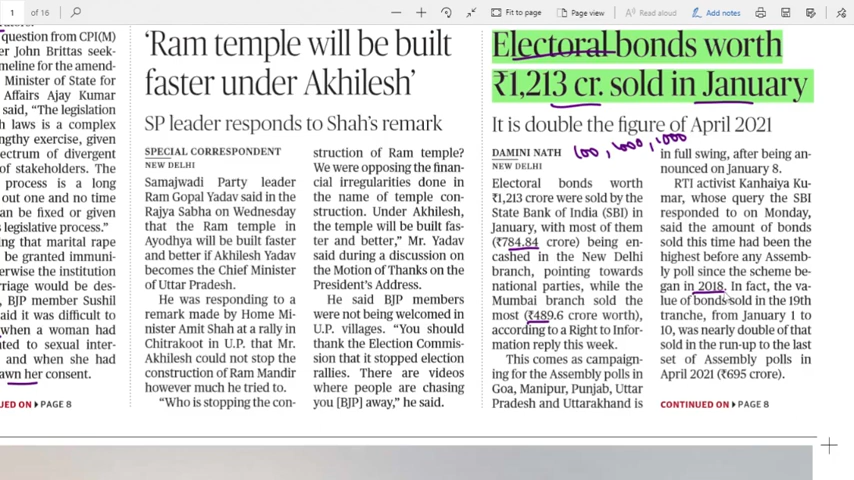 1 of 16
Fit to page
Page view
Read aloud
Add notes
question from CPI(M)
er John Brittas seek-
meline for the amend-
Minister of State for
Affairs Ajay Kumar
said, "The legislation
h laws is a complex
ngthy exercise, given
ectrum of divergent
of stakeholders. The
process is a long
out one and no time
an be fixed or given
s legislative process."
ing that marital rape
be granted immuni-
erwise the institution
rriage would be des-
, BJP member Sushil
aid it was difficult to
when a woman had
nted to sexual inter-
and when she had
awn her consent.
UED ON PAGE 8
'Ram temple will be built
faster under Akhilesh'
SP leader responds to Shah's remark
SPECIAL CORRESPONDENT
NEW DELHI
Samajwadi Party leader
Ram Gopal Yadav said in the
Rajya Sabha on Wednesday
that the Ram temple in
Ayodhya will be built faster
and better if Akhilesh Yadav
becomes the Chief Minister
of Uttar Pradesh.
He was responding to a
remark made by Home Mi-
nister Amit Shah at a rally in
Chitrakoot in U.P. that Mr.
Akhilesh could not stop the
construction of Ram Mandir
however much he tried to.
"Who is stopping the con-
struction of Ram temple?
We were opposing the finan-
cial irregularities done in
the name of temple con-
struction. Under Akhilesh,
the temple will be built fas-
ter and better," Mr. Yadav
said during a discussion on
the Motion of Thanks on the
President's Address.
He said BJP members
were not being welcomed in
U.P. villages. "You should
thank the Election Commis-
sion that it stopped election
rallies. There are videos
where people are chasing
you [BJP] away," he said.
Electoral bonds worth
₹1,213 cr. sold in January
It is double the figure of April 2021
100, 1000, 1000
DAMINI NATH
NEW DELHI
Electoral bonds worth
₹1,213 crore were sold by the
State Bank of India (SBI) in
January, with most of them
(₹784.84 crore) being en-
cashed in the New Delhi
branch, pointing towards
national parties, while the
Mumbai branch sold the
most (₹489.6 crore worth),
according to a Right to Infor-
mation reply this week.
This comes as campaign-
ing for the Assembly polls in
Goa, Manipur, Punjab, Uttar
Pradesh and Uttarakhand is
in full swing, after being an-
nounced on January 8.
RTI activist Kanhaiya Ku-
mar, whose query the SBI
responded to on Monday,
said the amount of bonds
sold this time had been the
highest before any Assemb-
ly poll since the scheme be-
gan in 2018. In fact, the va-
lue of bonds sold in the 19th
tranche, from January 1 to
10, was nearly double of that
sold in the run-up to the last
set of Assembly polls in
April 2021 (₹695 crore).
CONTINUED ON PAGE 8